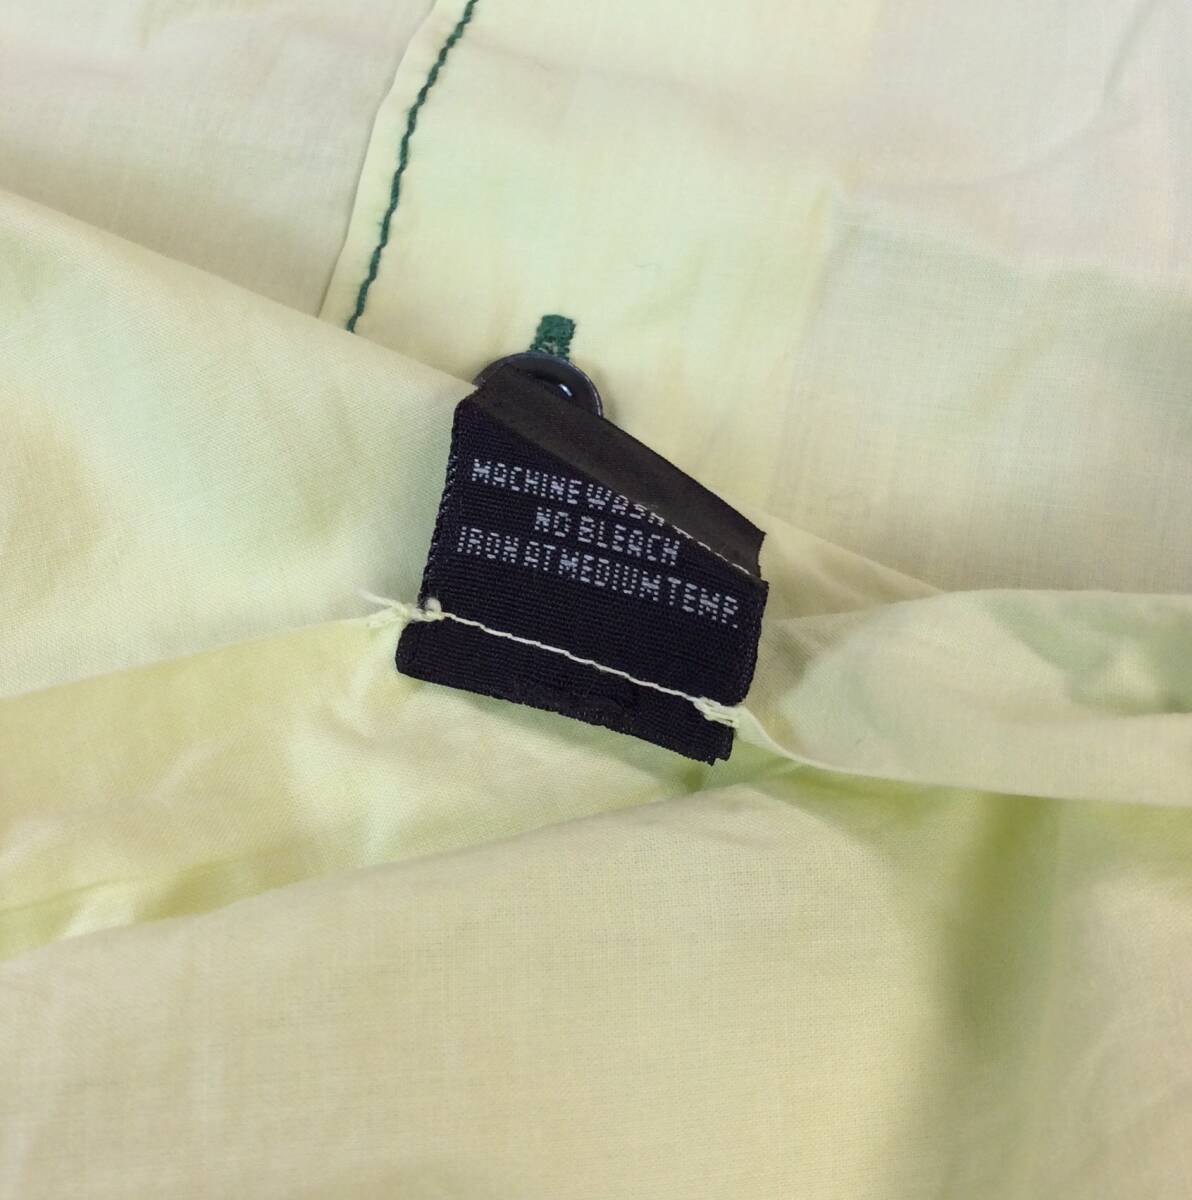 MACHINE WASH
NO BLEACH
IRON AT MEDIUM TEMP.